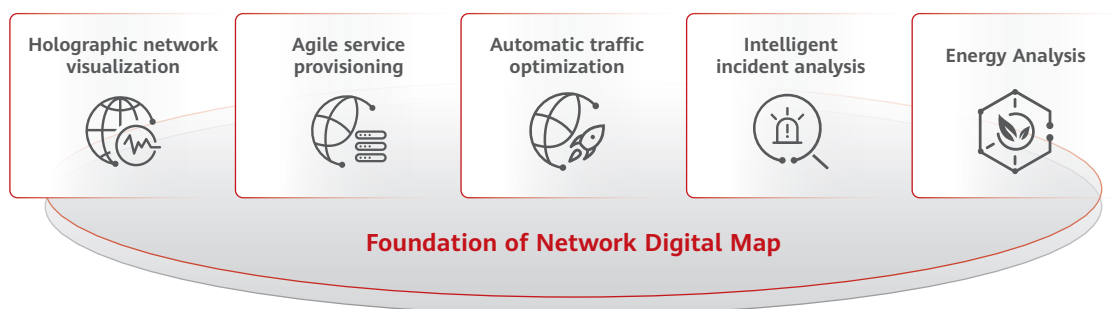 Holographic network
visualization
Agile service
provisioning
Automatic traffic
optimization
Intelligent
incident analysis
Energy Analysis
Foundation of Network Digital Map